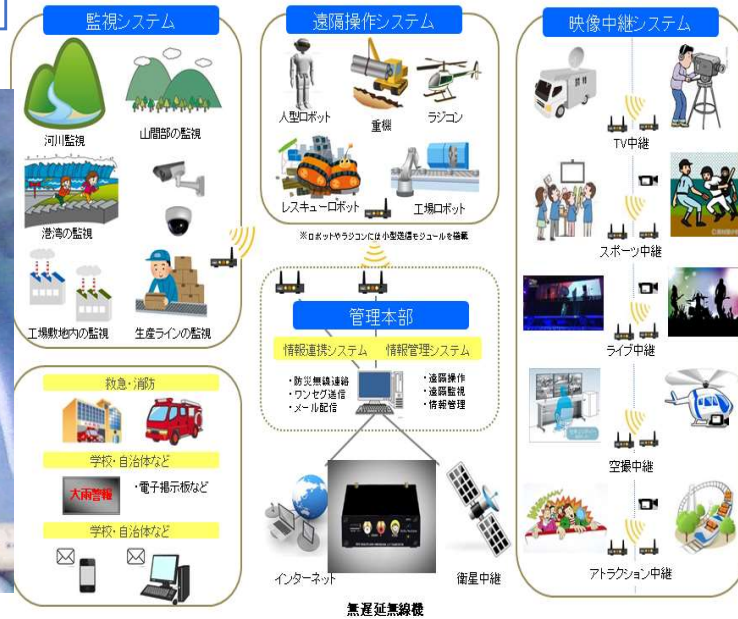 監視システム
河川監視
山間部の監視
港湾の監視
工場敷地内の監視
生産ラインの監視
救急・消防
学校・自治体など
大雨警報
・電子掲示板など
学校・自治体など
遠隔操作システム
人型ロボット
重機
ラジコン
レスキューロボット
工場ロボット
※ロボットやラジコンには小型送信モジュールを搭載
管理本部
情報連携システム
情報管理システム
・防災無線連絡
・ワンセグ送信
・メール配信
・遠隔操作
・遠隔監視
・情報管理
インターネット
衛星中継
無遅延無線機
映像中継システム
TV中継
スポーツ中継
ライブ中継
空撮中継
アトラクション中継